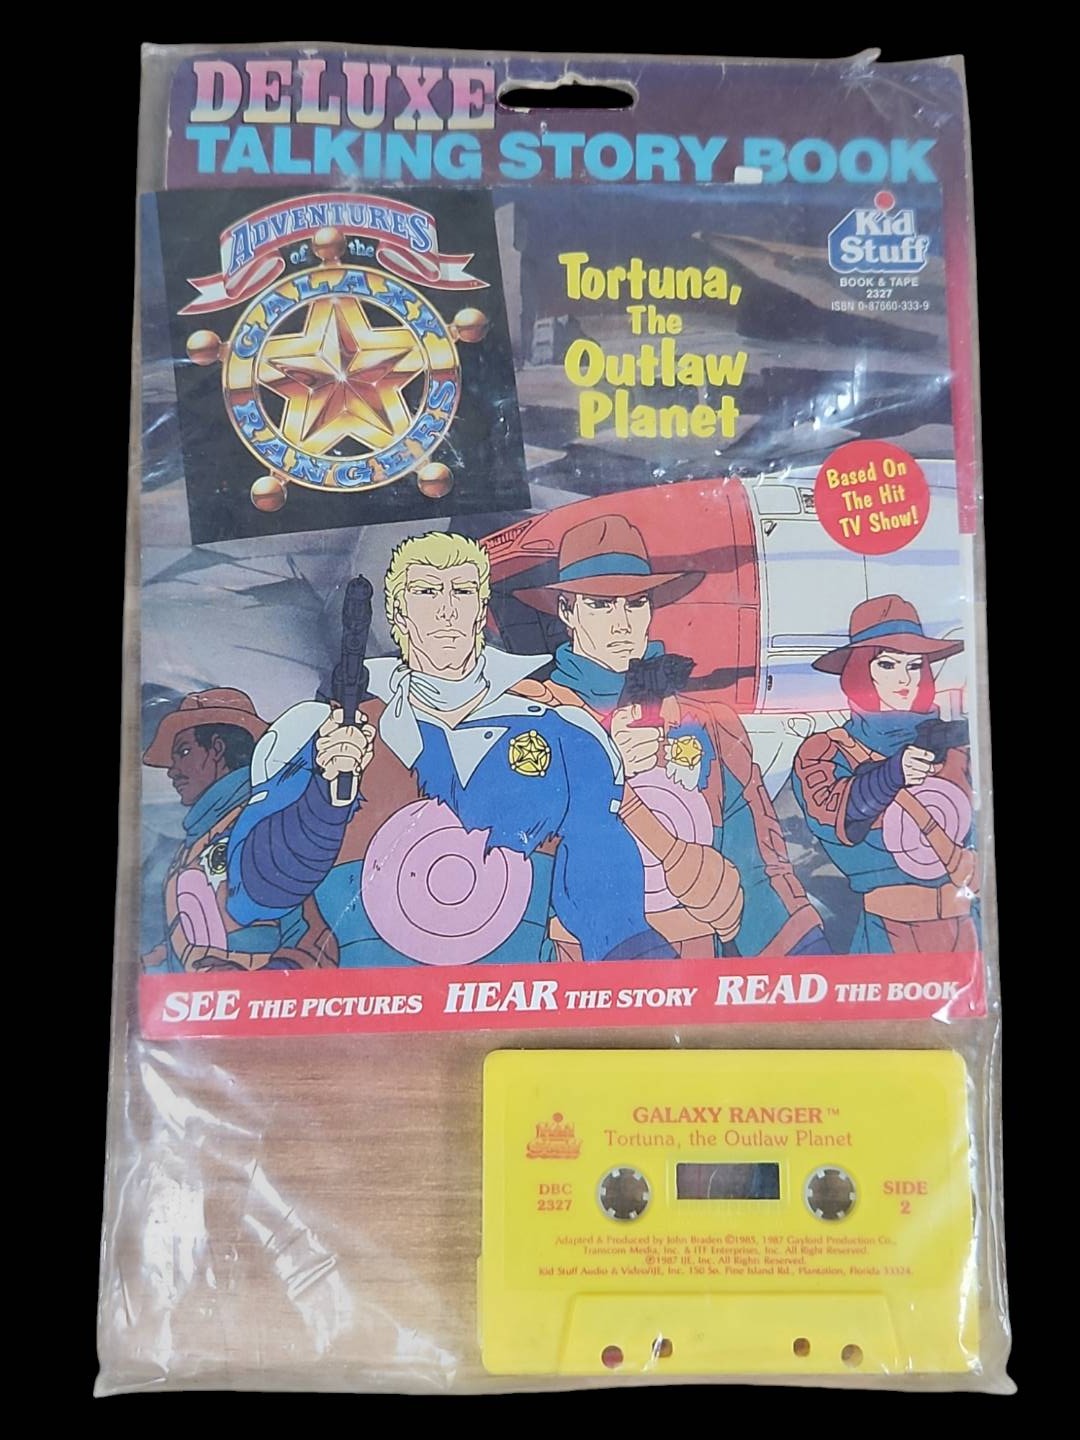 DELUXE
TALKING STORY BOOK
ADVENTURES
of the
GALAXY
RANGERS
Kid
Stuff
BOOK & TAPE
2327
ISBN 0-87660-333-9
Tortuna,
The
Outlaw
Planet
Based On
The Hit
TV Show!
SEE THE PICTURES HEAR THE STORY READ THE BOOK
GALAXY RANGER™
Tortuna, the Outlaw Planet
DBC
2327
SIDE
2
Adapted & Produced by John Braden ©1985, 1987 Gaylord Production Co.,
Transcom Media, Inc. & ITF Enterprises, Inc. All Right Reserved.
℗1987 IJE, Inc. All Rights Reserved.
Kid Stuff Audio & Video/IJE, Inc. 150 So. Pine Island Rd., Plantation, Florida 33324.